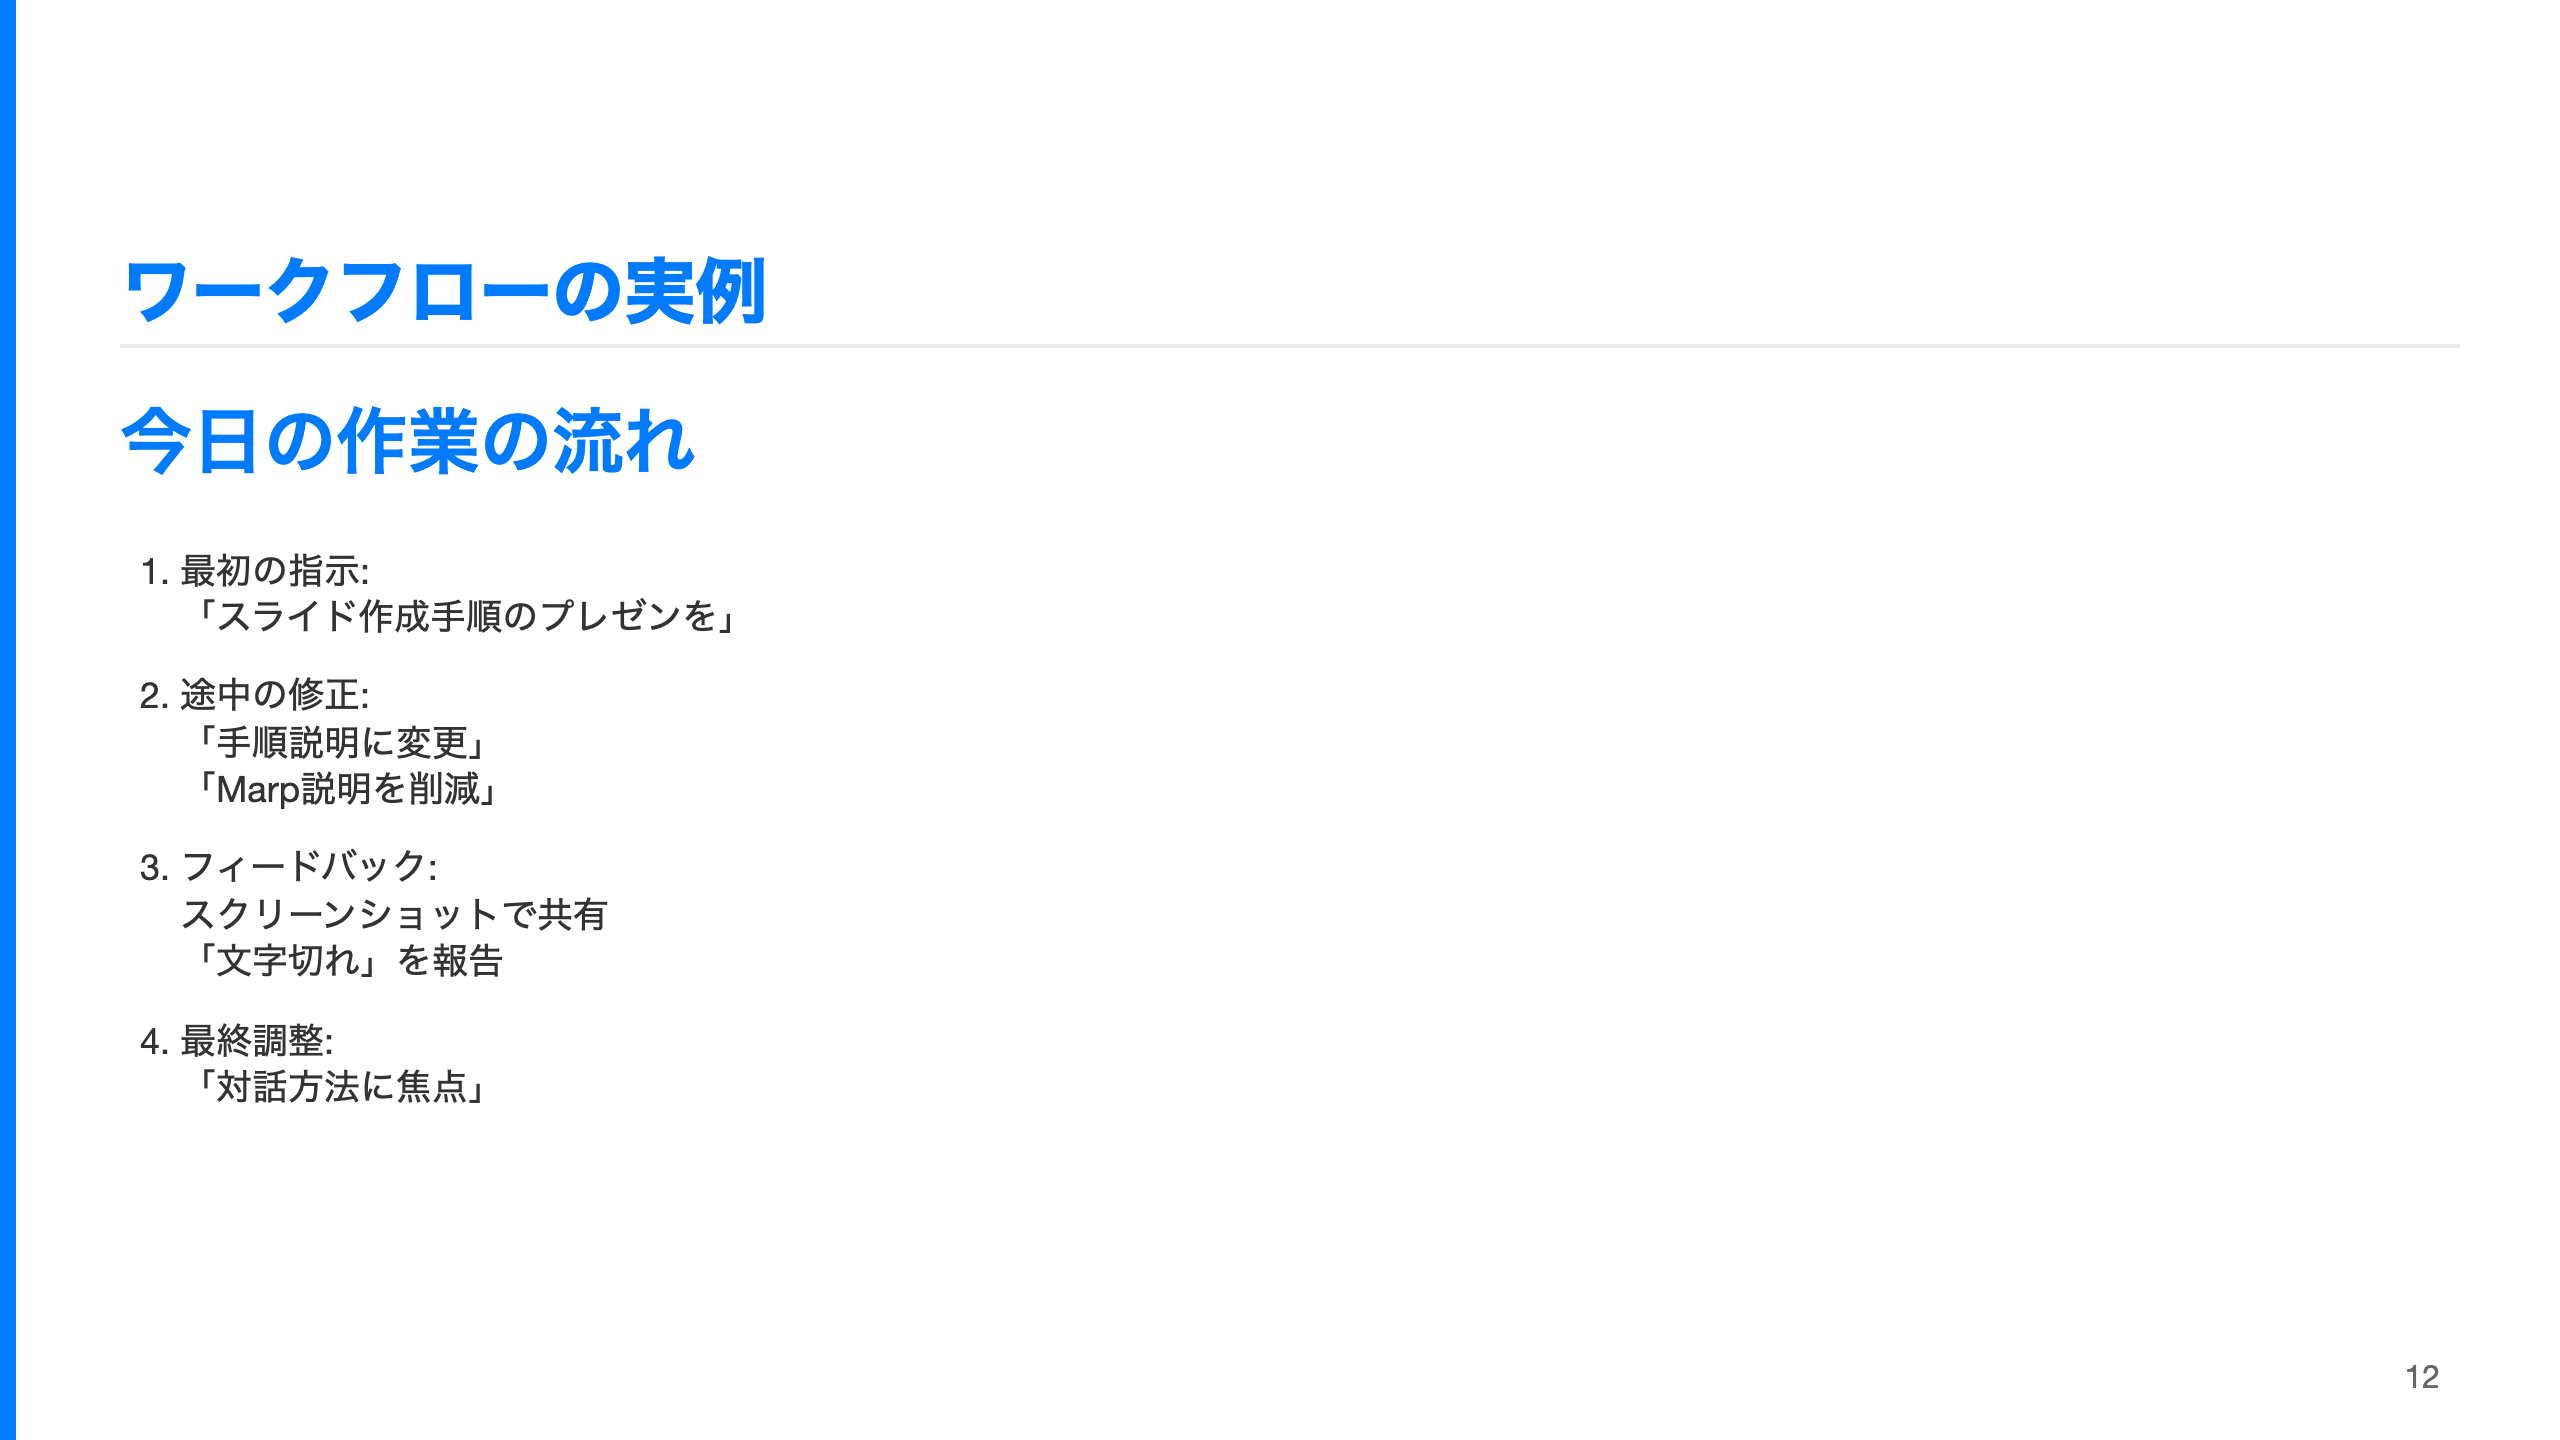 ワークフローの実例
今日の作業の流れ
1. 最初の指示:
「スライド作成手順のプレゼンを」
2. 途中の修正:
「手順説明に変更」
「Marp説明を削減」
3. フィードバック:
スクリーンショットで共有
「文字切れ」を報告
4. 最終調整:
「対話方法に焦点」
12